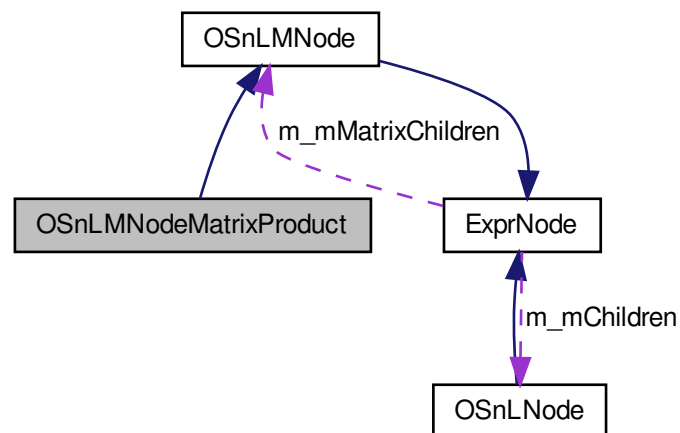 OSnLMNode
m_mMatrixChildren
OSnLMNodeMatrixProduct
ExprNode
m_mChildren
OSnLNode